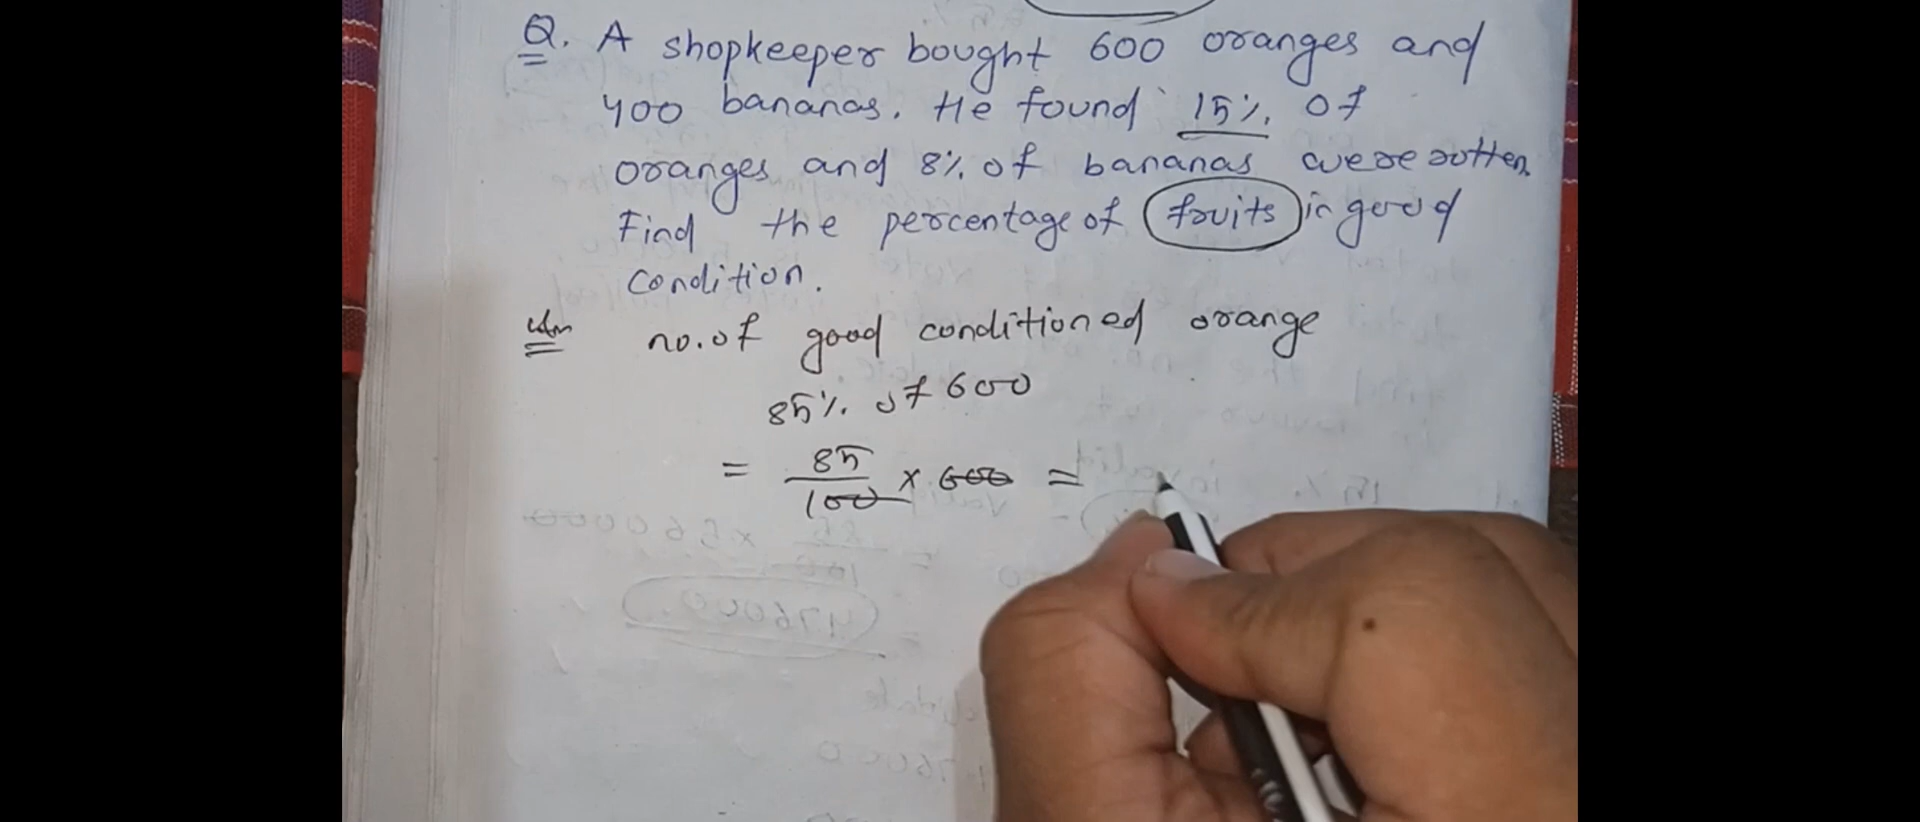 Q. A shopkeeper bought 600 oranges and
400 bananas. He found 15% of
oranges and 8% of bananas were rotten
Find the percentage of fruits in good
condition.
no. of good conditioned orange
85% of 600
= 85/100 × 600 =